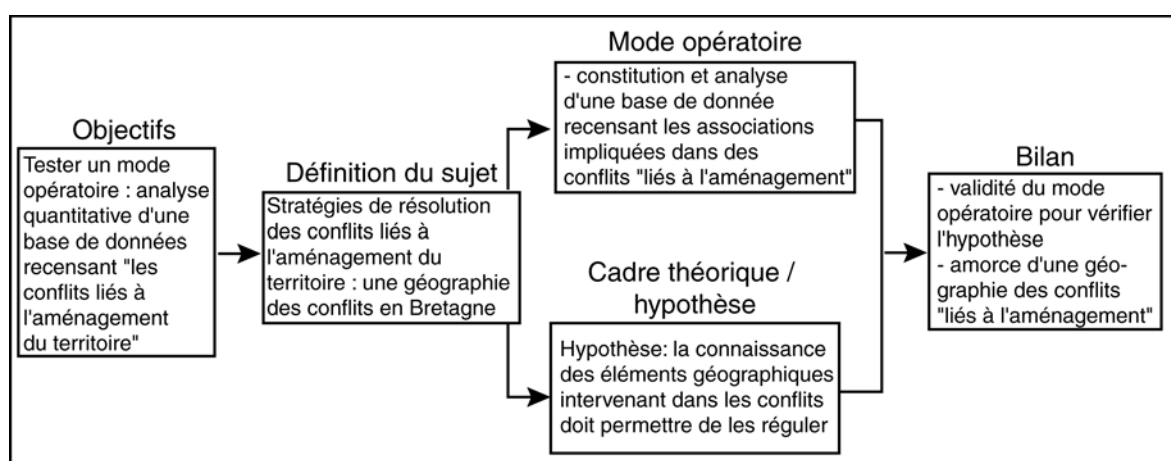 Objectifs
Tester un mode
opératoire : analyse
quantitative d'une
base de données
recensant "les
conflits liés à
l'aménagement
du territoire"
Définition du sujet
Stratégies de résolution
des conflits liés à
l'aménagement du
territoire : une géographie
des conflits en Bretagne
Mode opératoire
- constitution et analyse
d'une base de donnée
recensant les associations
impliquées dans des
conflits "liés à l'aménagement"
Cadre théorique /
hypothèse
Hypothèse: la connaissance
des éléments géographiques
intervenant dans les conflits
doit permettre de les réguler
Bilan
- validité du mode
opératoire pour vérifier
l'hypothèse
- amorce d'une géo-
graphie des conflits
"liés à l'aménagement"